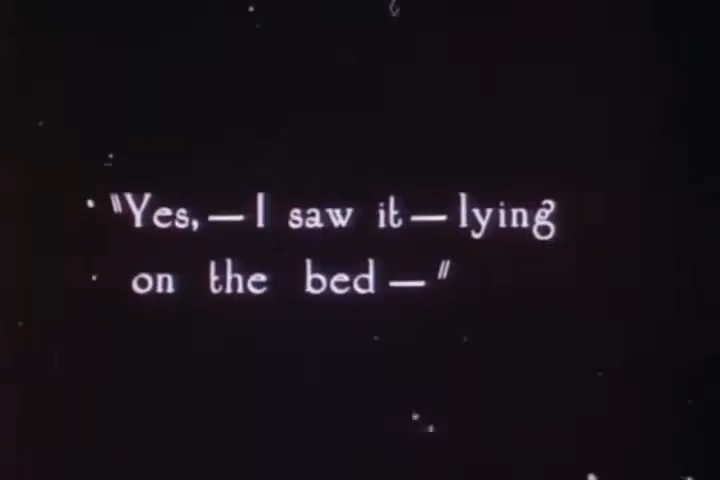 "Yes,—I saw it—lying
on the bed—"